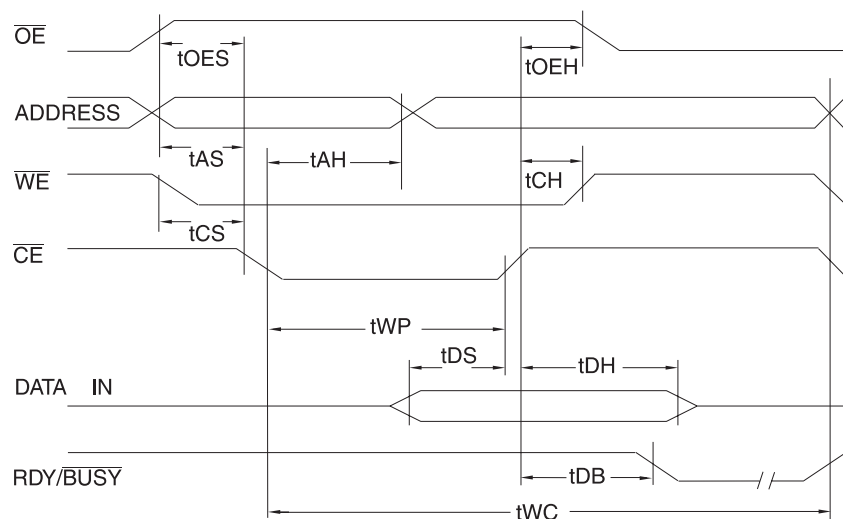 OE
tOES
tOEH
ADDRESS
tAS
tAH
tCH
WE
tCS
CE
tWP
tDS
tDH
DATA IN
RDY/BUSY
tDB
tWC